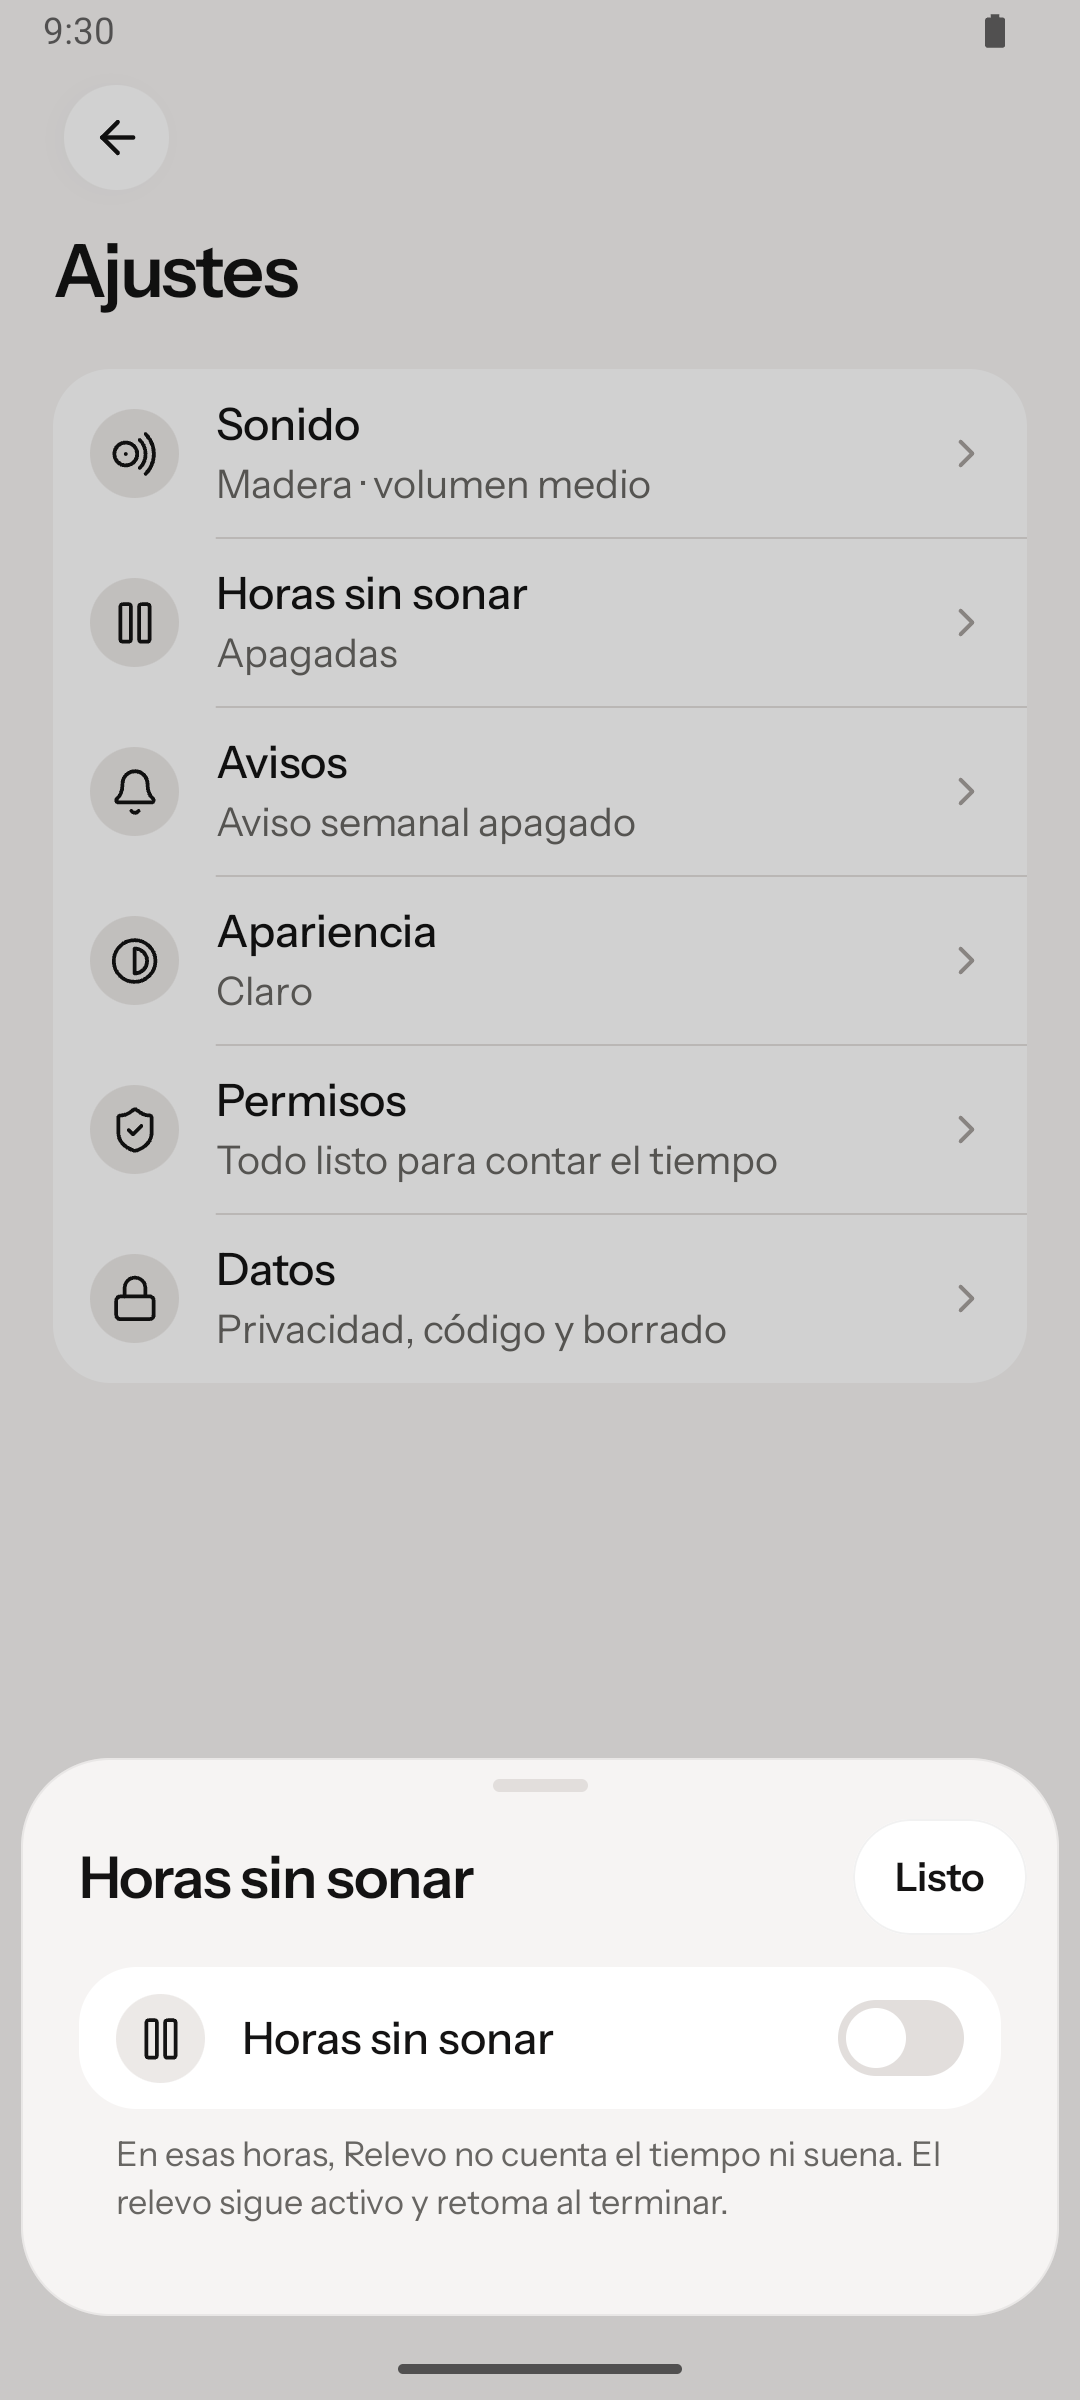 9:30
Ajustes
Sonido
Madera · volumen medio
Horas sin sonar
Apagadas
Avisos
Aviso semanal apagado
Apariencia
Claro
Permisos
Todo listo para contar el tiempo
Datos
Privacidad, código y borrado
Horas sin sonar
Listo
Horas sin sonar
En esas horas, Relevo no cuenta el tiempo ni suena. El
relevo sigue activo y retoma al terminar.